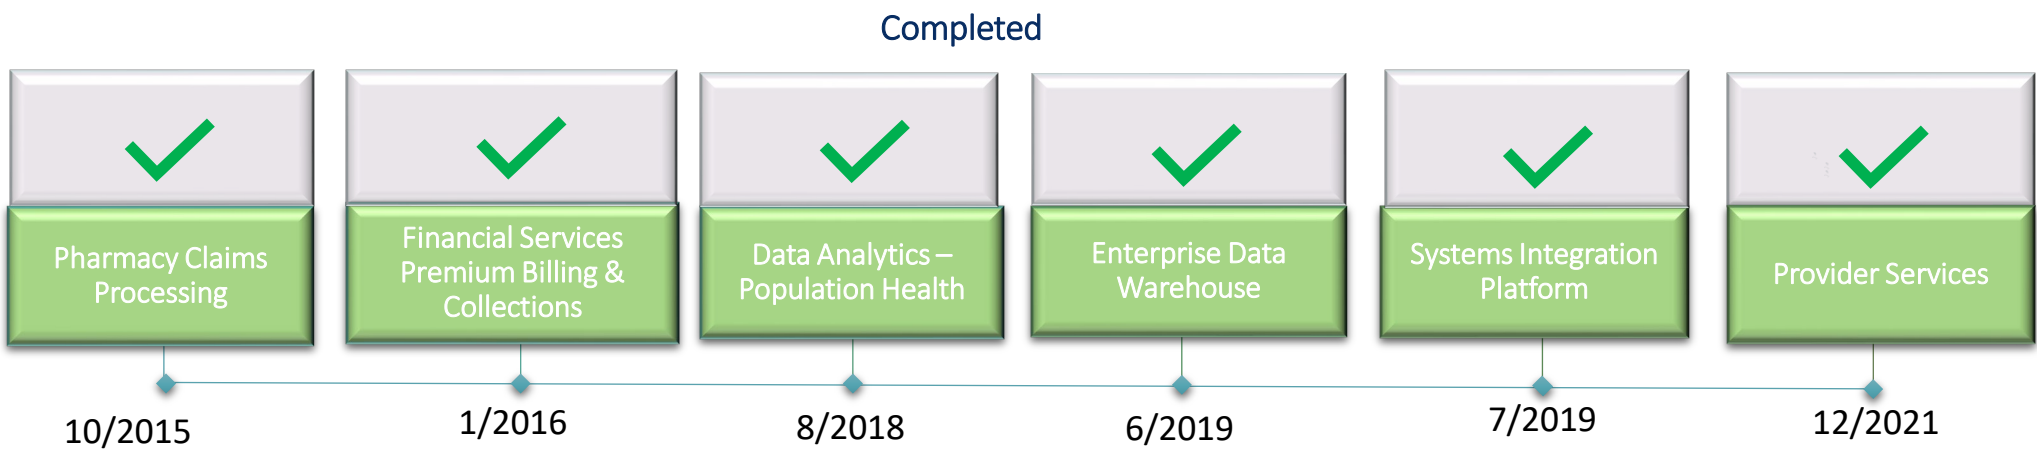 Completed
Pharmacy Claims
Processing
Financial Services
Premium Billing &
Collections
Data Analytics –
Population Health
Enterprise Data
Warehouse
Systems Integration
Platform
Provider Services
10/2015
1/2016
8/2018
6/2019
7/2019
12/2021